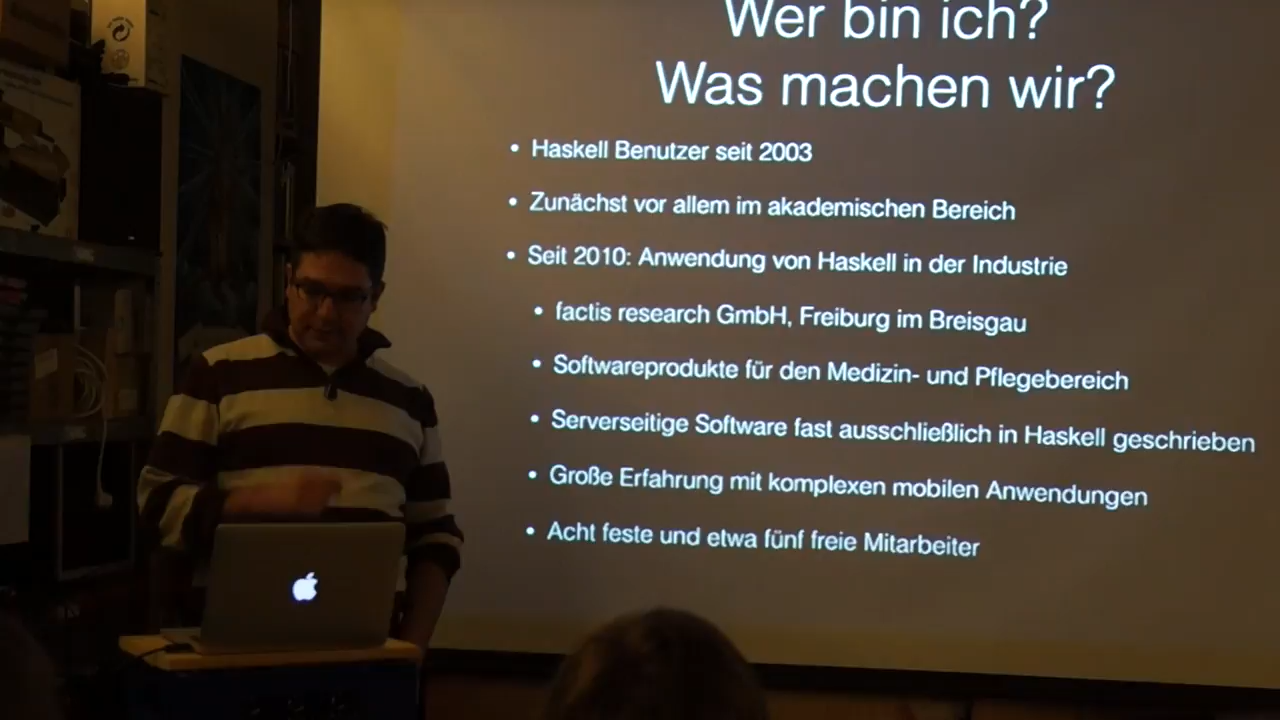 Wer bin ich?
Was machen wir?
• Haskell Benutzer seit 2003
• Zunächst vor allem im akademischen Bereich
• Seit 2010: Anwendung von Haskell in der Industrie
• factis research GmbH, Freiburg im Breisgau
• Softwareprodukte für den Medizin- und Pflegebereich
• Serverseitige Software fast ausschließlich in Haskell geschrieben
• Große Erfahrung mit komplexen mobilen Anwendungen
• Acht feste und etwa fünf freie Mitarbeiter